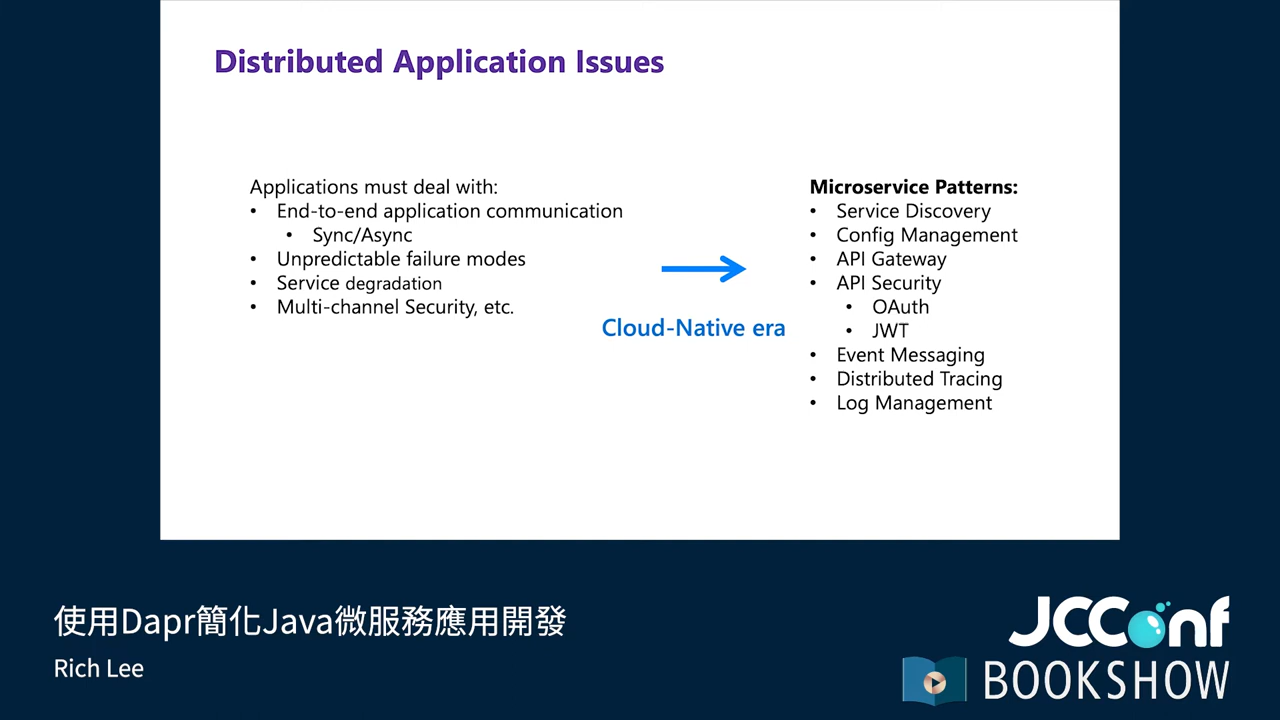 Distributed Application Issues
Applications must deal with:
• End-to-end application communication
• Sync/Async
• Unpredictable failure modes
• Service degradation
• Multi-channel Security, etc.
Cloud-Native era
Microservice Patterns:
• Service Discovery
• Config Management
• API Gateway
• API Security
• OAuth
• JWT
• Event Messaging
• Distributed Tracing
• Log Management
使用Dapr簡化Java微服務應用開發
Rich Lee
JCConf
BOOKSHOW